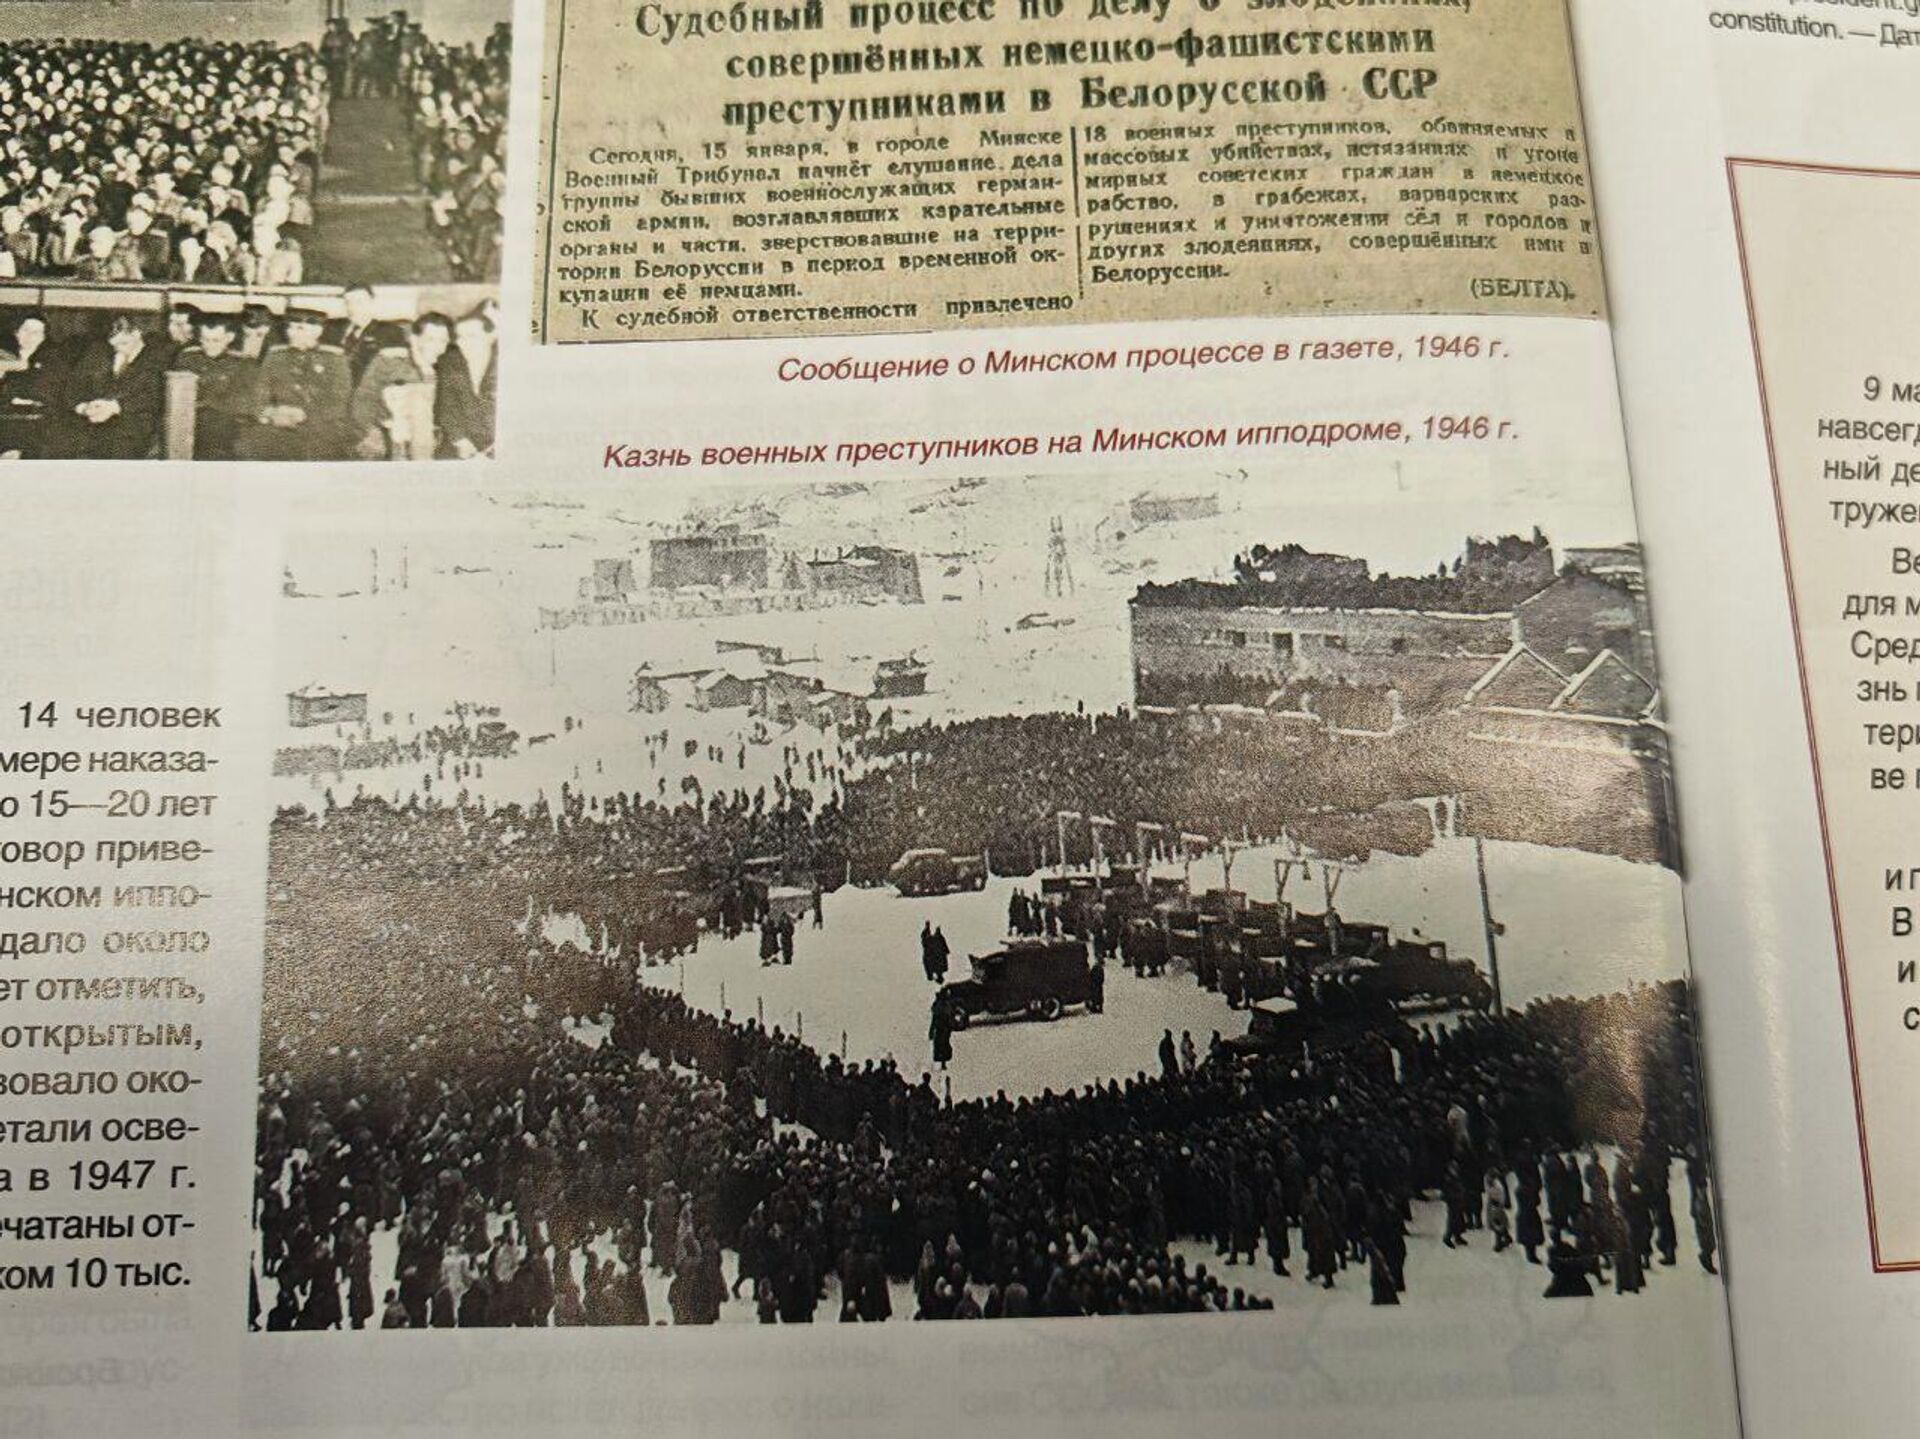 Судебный процесс по делу о злодеяниях,
совершённых немецко-фашистскими
преступниками в Белорусской ССР
Сегодня, 15 января, в городе Минске
Военный Трибунал начнёт слушание дела
группы бывших военнослужащих герман-
ской армии, возглавлявших карательные
органы и части, зверствовавшие на терри-
тории Белоруссии в период временной ок-
купации её немцами.
К судебной ответственности привлечено
18 военных преступников, обвиняемых в
массовых убийствах, истязаниях и угоне
мирных советских граждан в немецкое
рабство, в грабежах, варварских раз-
рушениях и уничтожении сёл и городов и
других злодеяниях, совершённых ими в
Белоруссии.
(БЕЛТА).
Сообщение о Минском процессе в газете, 1946 г.
Казнь военных преступников на Минском ипподроме, 1946 г.
14 человек
мере наказа-
о 15—20 лет
овор приве-
нском иппо-
дало около
ет отметить,
открытым,
вовало око-
етали осве-
а в 1947 г.
ечатаны от-
ком 10 тыс.
constitution. — Дат
9 ма
навсегд
ный де
труже
Ве
для м
Сред
знь
тери
ве
и
В
и
с